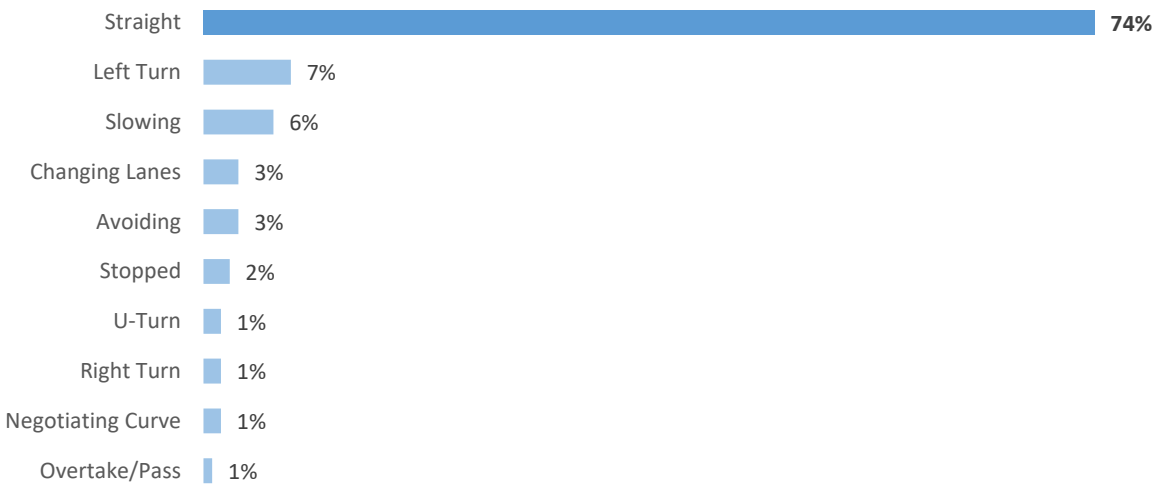 Straight 74%
Left Turn 7%
Slowing 6%
Changing Lanes 3%
Avoiding 3%
Stopped 2%
U-Turn 1%
Right Turn 1%
Negotiating Curve 1%
Overtake/Pass 1%